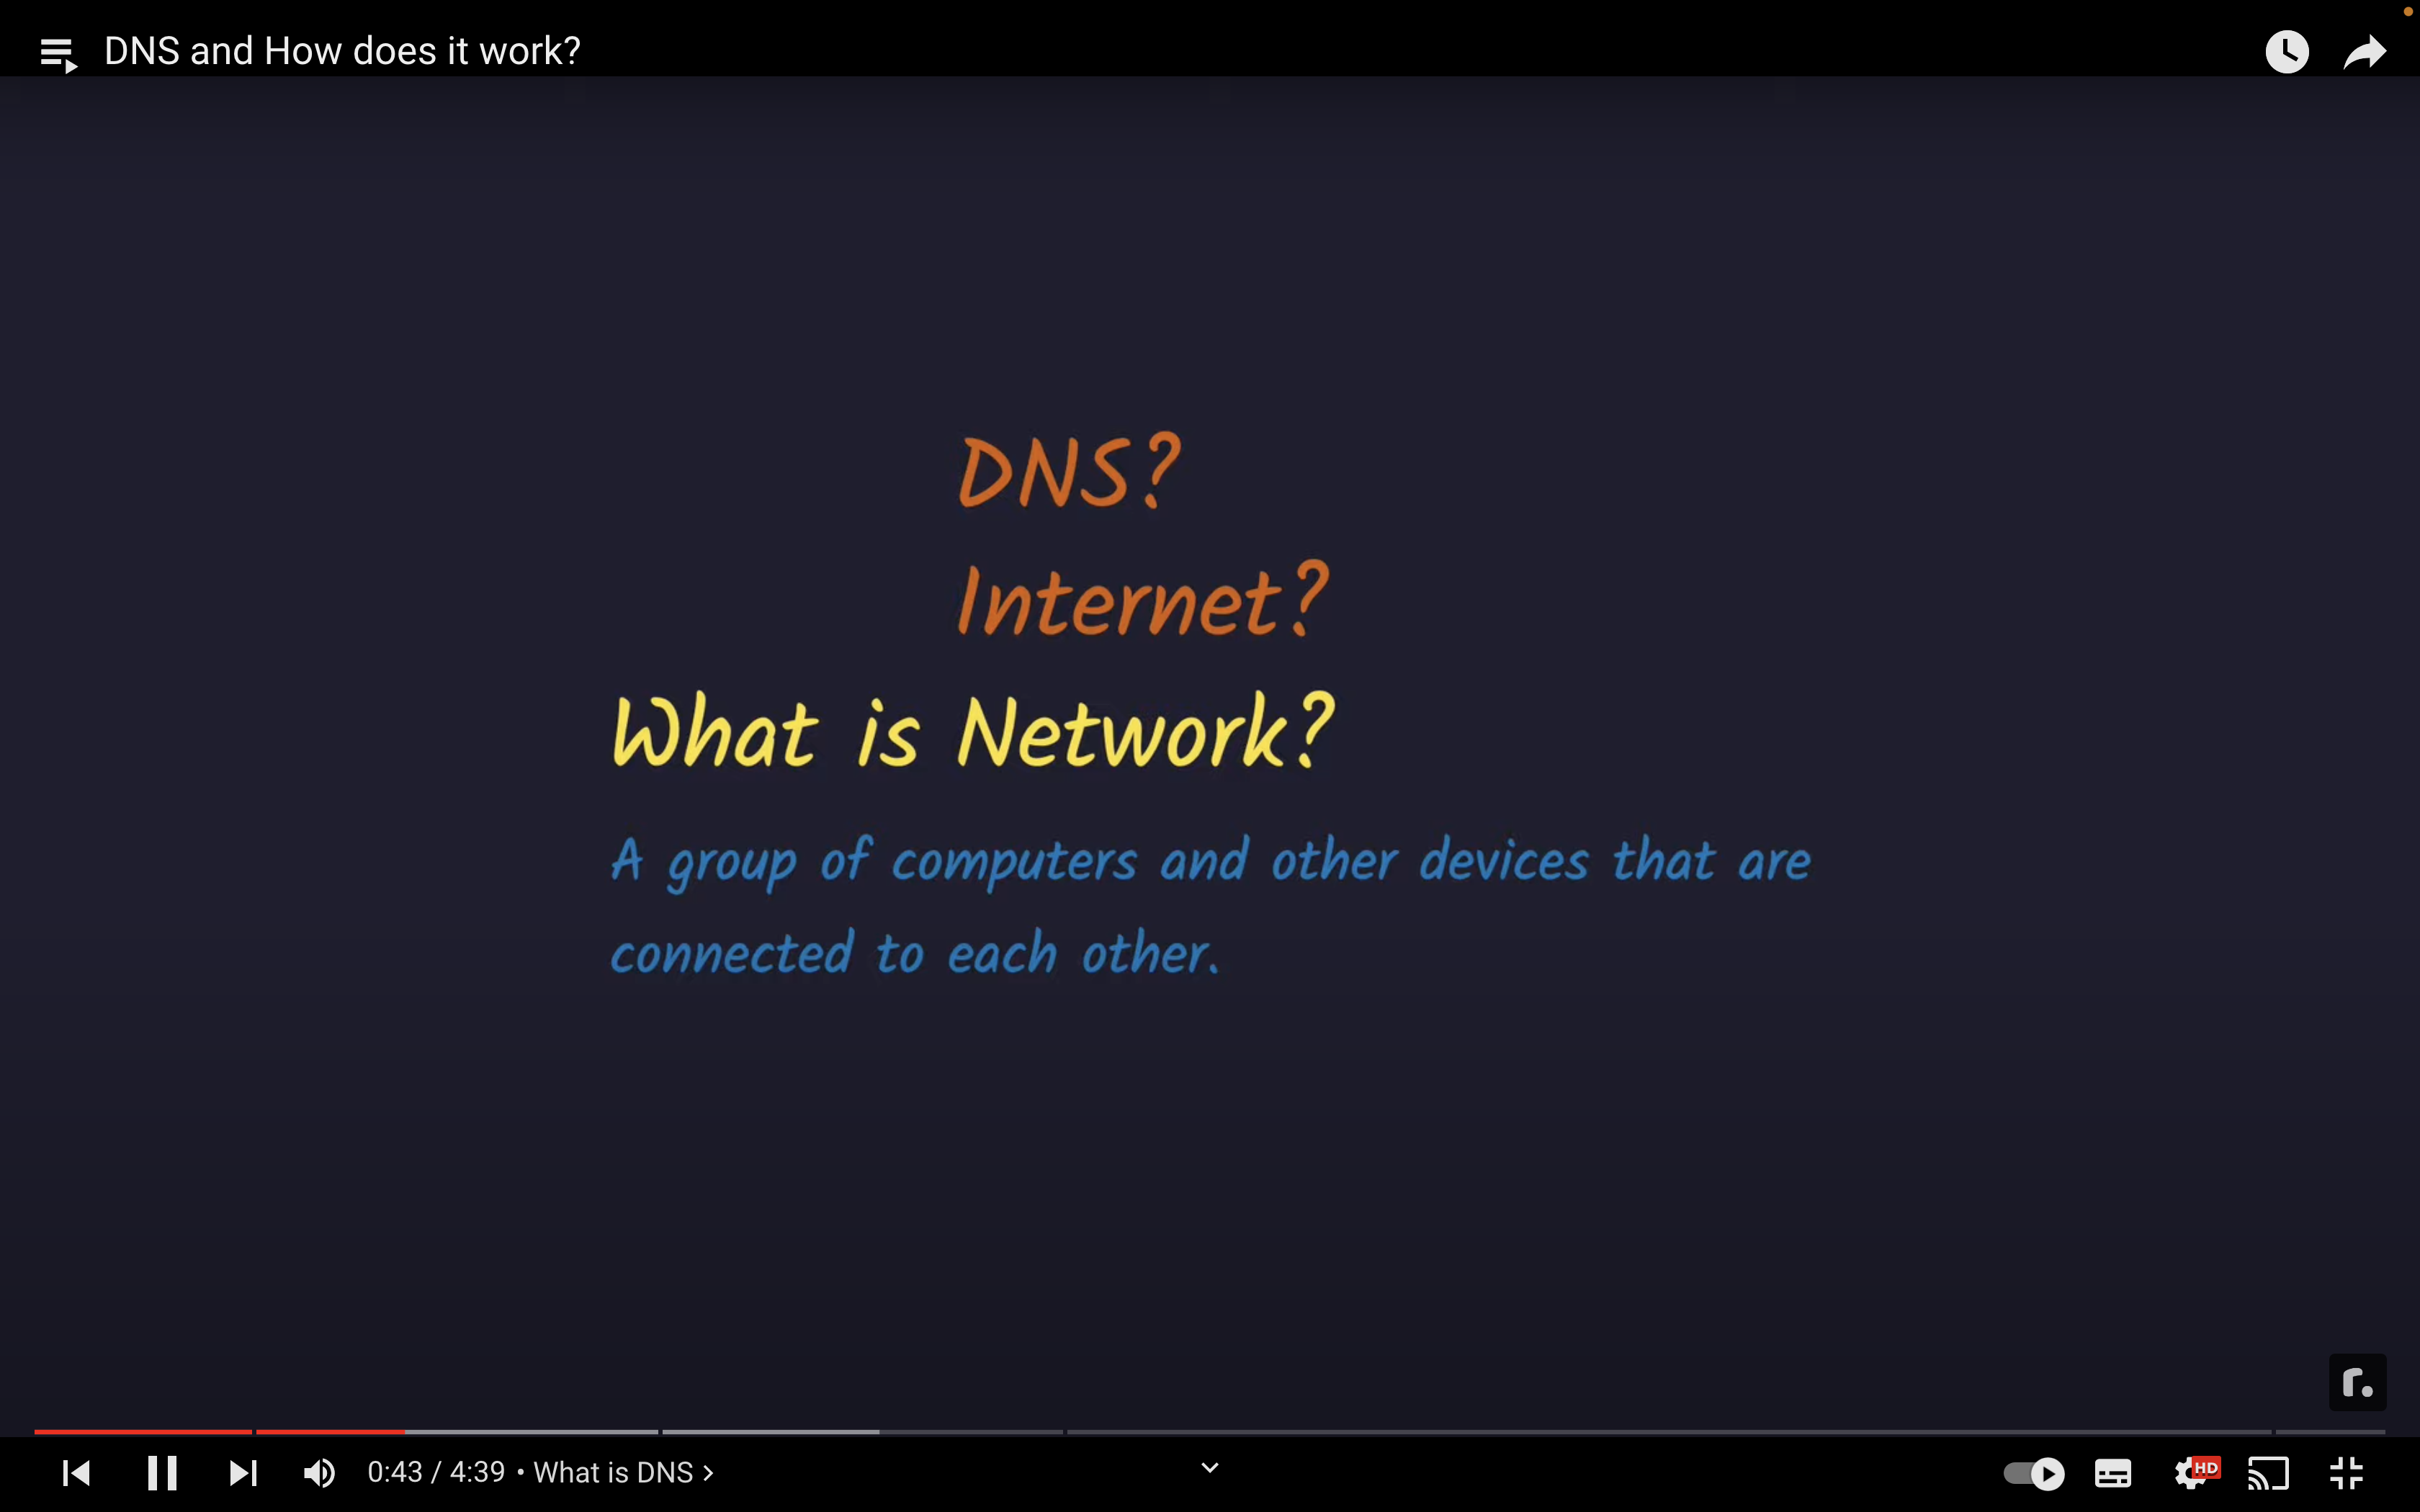 DNS and How does it work?
DNS?
Internet?
What is Network?
A group of computers and other devices that are
connected to each other.
r.
0:43 / 4:39 • What is DNS >
HD